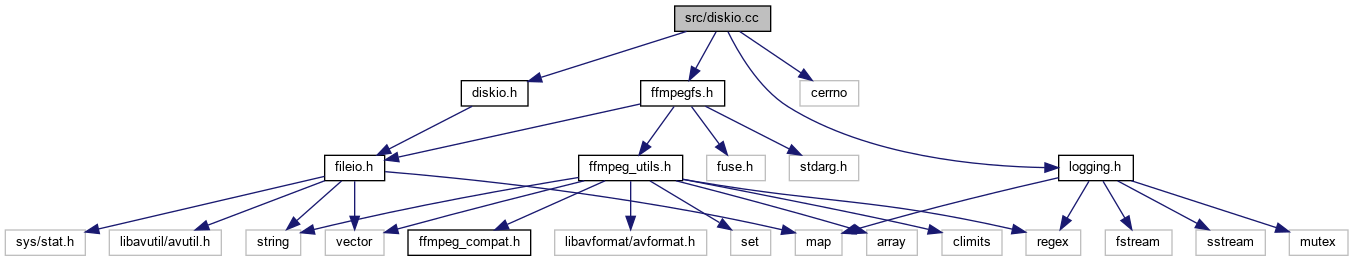 src/diskio.cc
diskio.h
ffmpegfs.h
cerrno
fileio.h
ffmpeg_utils.h
fuse.h
stdarg.h
logging.h
sys/stat.h
libavutil/avutil.h
string
vector
ffmpeg_compat.h
libavformat/avformat.h
set
map
array
climits
regex
fstream
sstream
mutex